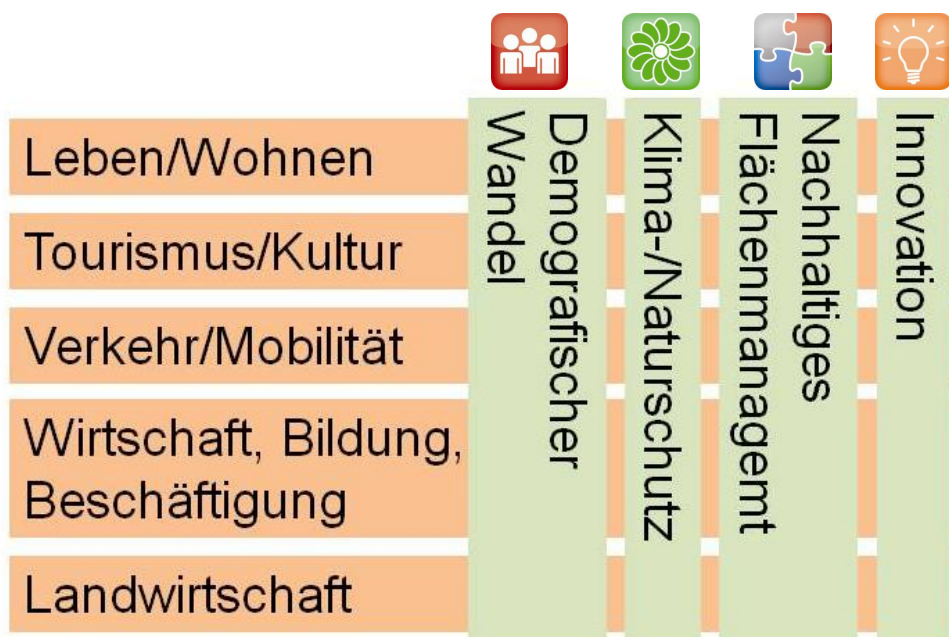 Leben/Wohnen
Tourismus/Kultur
Verkehr/Mobilität
Wirtschaft, Bildung,
Beschäftigung
Landwirtschaft
Demografischer
Wandel
Klima-/Naturschutz
Nachhaltiges
Flächenmanagemt
Innovation